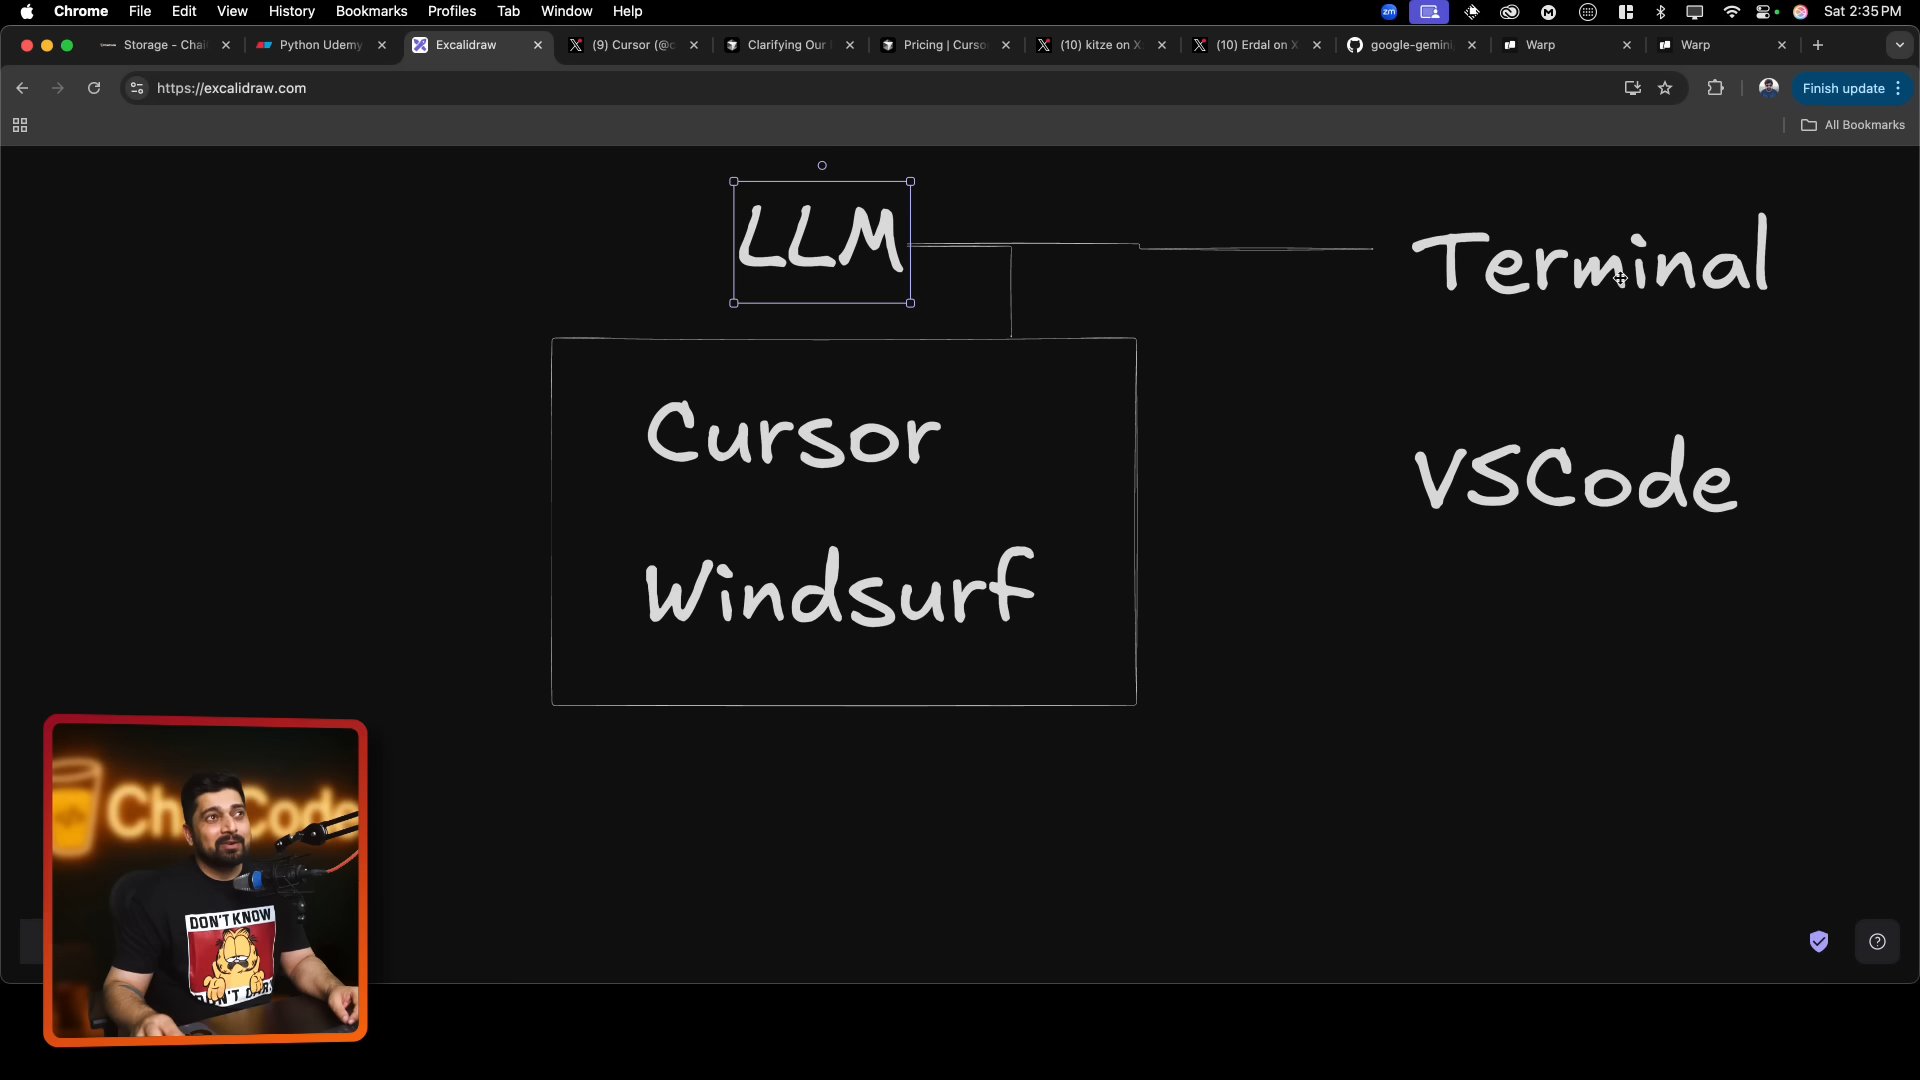 Chrome File Edit View History Bookmarks Profiles Tab Window Help
zm
Sat 2:35 PM
Storage - Chai
Python Udemy
Excalidraw
(9) Cursor (@c
Clarifying Our
Pricing | Curso
(10) kitze on X
(10) Erdal on X
google-gemini
Warp
Warp
https://excalidraw.com
Finish update
All Bookmarks
LLM
Terminal
Cursor
VSCode
Windsurf
DON'T KNOW